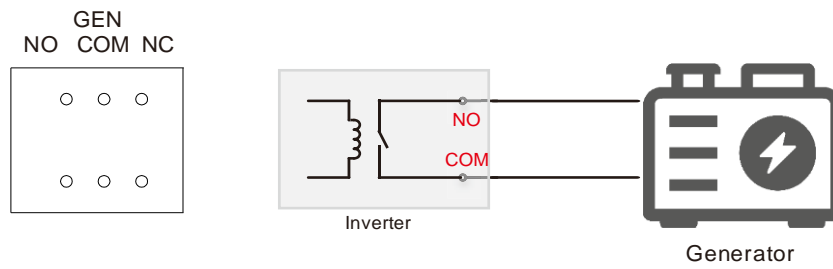 GEN
NO COM NC
NO
COM
Inverter
Generator